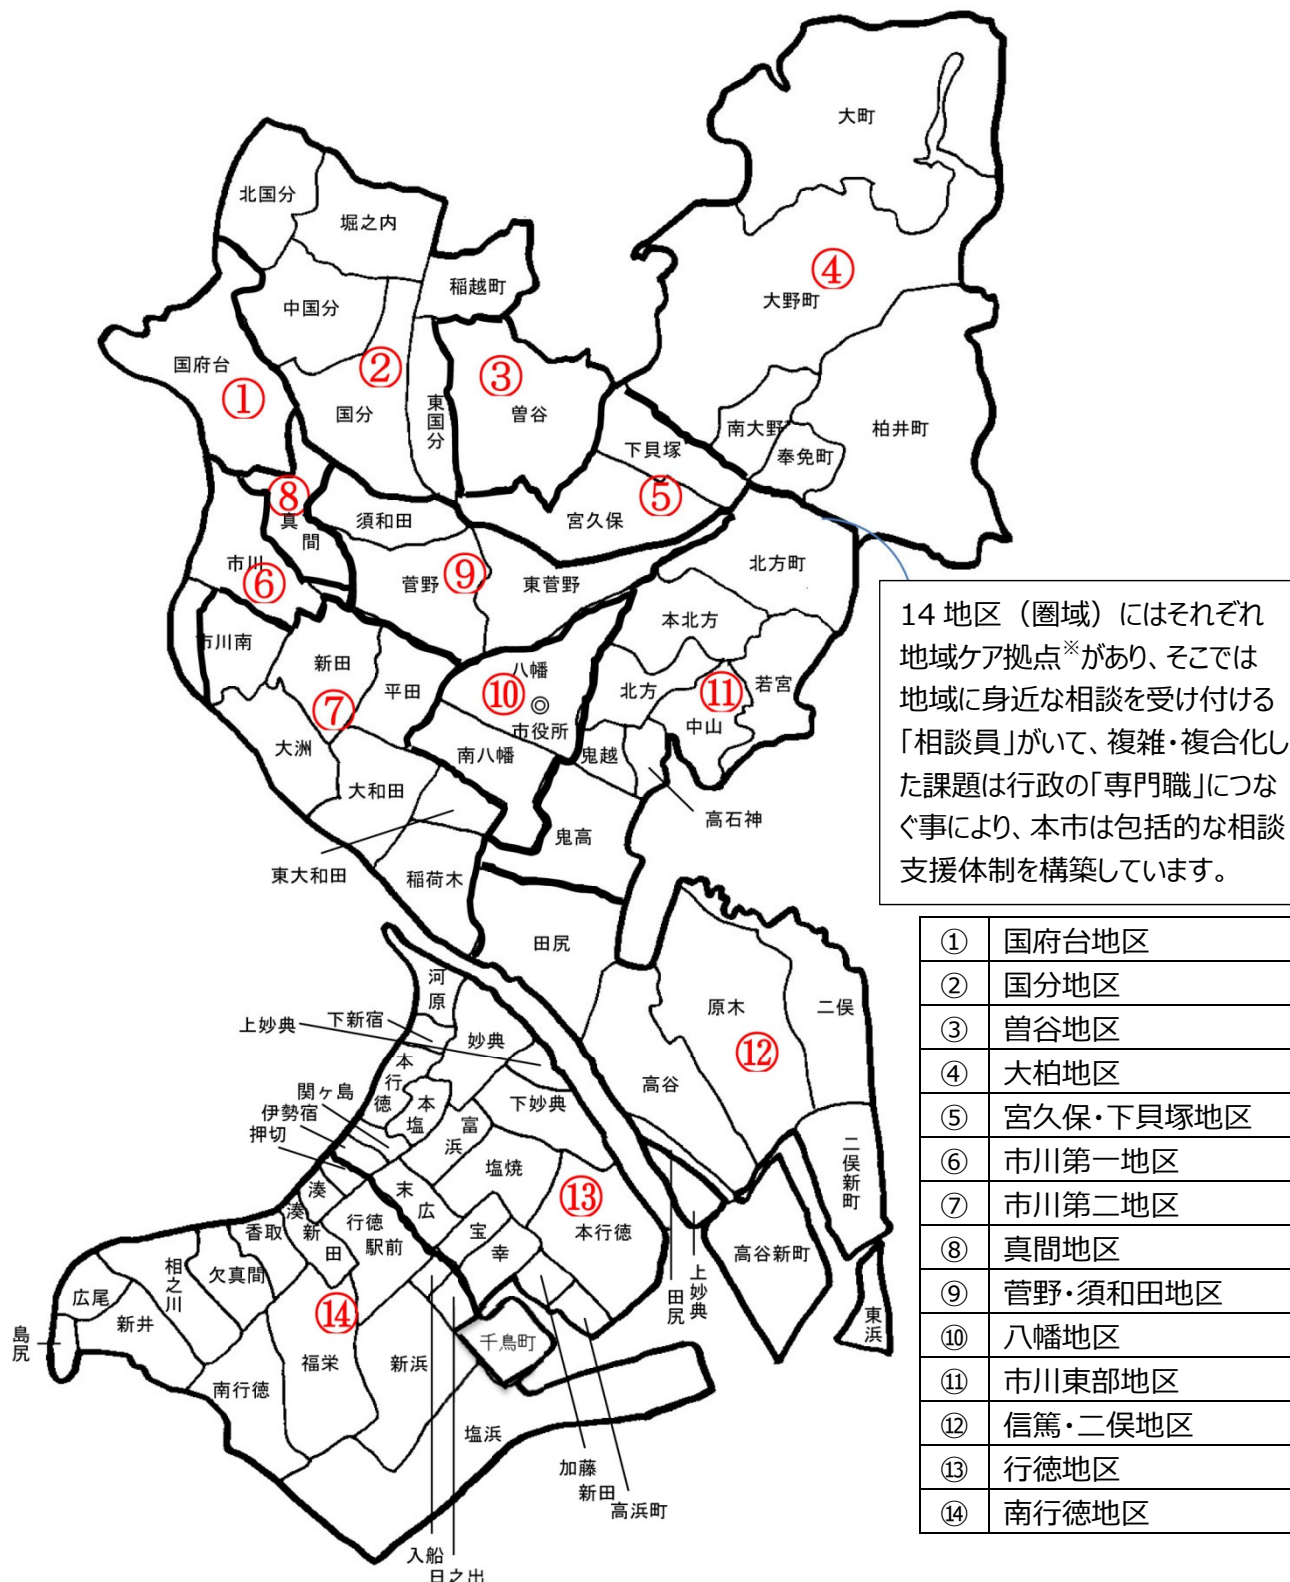 大町
北国分
堀之内
④
稲越町
大野町
中国分
国府台
②
③
①
国分
東国分
曽谷
南大野
柏井町
下貝塚
奉免町
⑧
⑤
真間
須和田
宮久保
市川
⑥
菅野
⑨
東菅野
北方町
本北方
市川南
新田
平田
八幡
⑩
北方
⑪
若宮
⑦
◎
市役所
中山
大洲
南八幡
鬼越
大和田
高石神
鬼高
東大和田
稲荷木
14 地区（圏域）にはそれぞれ
地域ケア拠点※があり、そこでは
地域に身近な相談を受け付ける
「相談員」がいて、複雑・複合化し
た課題は行政の「専門職」につな
ぐ事により、本市は包括的な相談
支援体制を構築しています。
田尻
河原
原木
二俣
上妙典
下新宿
妙典
⑫
本行徳
高谷
関ヶ島
本塩
下妙典
伊勢宿
富浜
押切
塩焼
二俣新町
湊
末広
⑬
湊新田
行徳駅前
宝
本行徳
香取
幸
高谷新町
相之川
欠真間
田尻
上妙典
広尾
新井
⑭
東浜
島尻
福栄
新浜
千鳥町
南行徳
塩浜
加藤新田
高浜町
入船
日之出
① 国府台地区
② 国分地区
③ 曽谷地区
④ 大柏地区
⑤ 宮久保・下貝塚地区
⑥ 市川第一地区
⑦ 市川第二地区
⑧ 真間地区
⑨ 菅野・須和田地区
⑩ 八幡地区
⑪ 市川東部地区
⑫ 信篤・二俣地区
⑬ 行徳地区
⑭ 南行徳地区